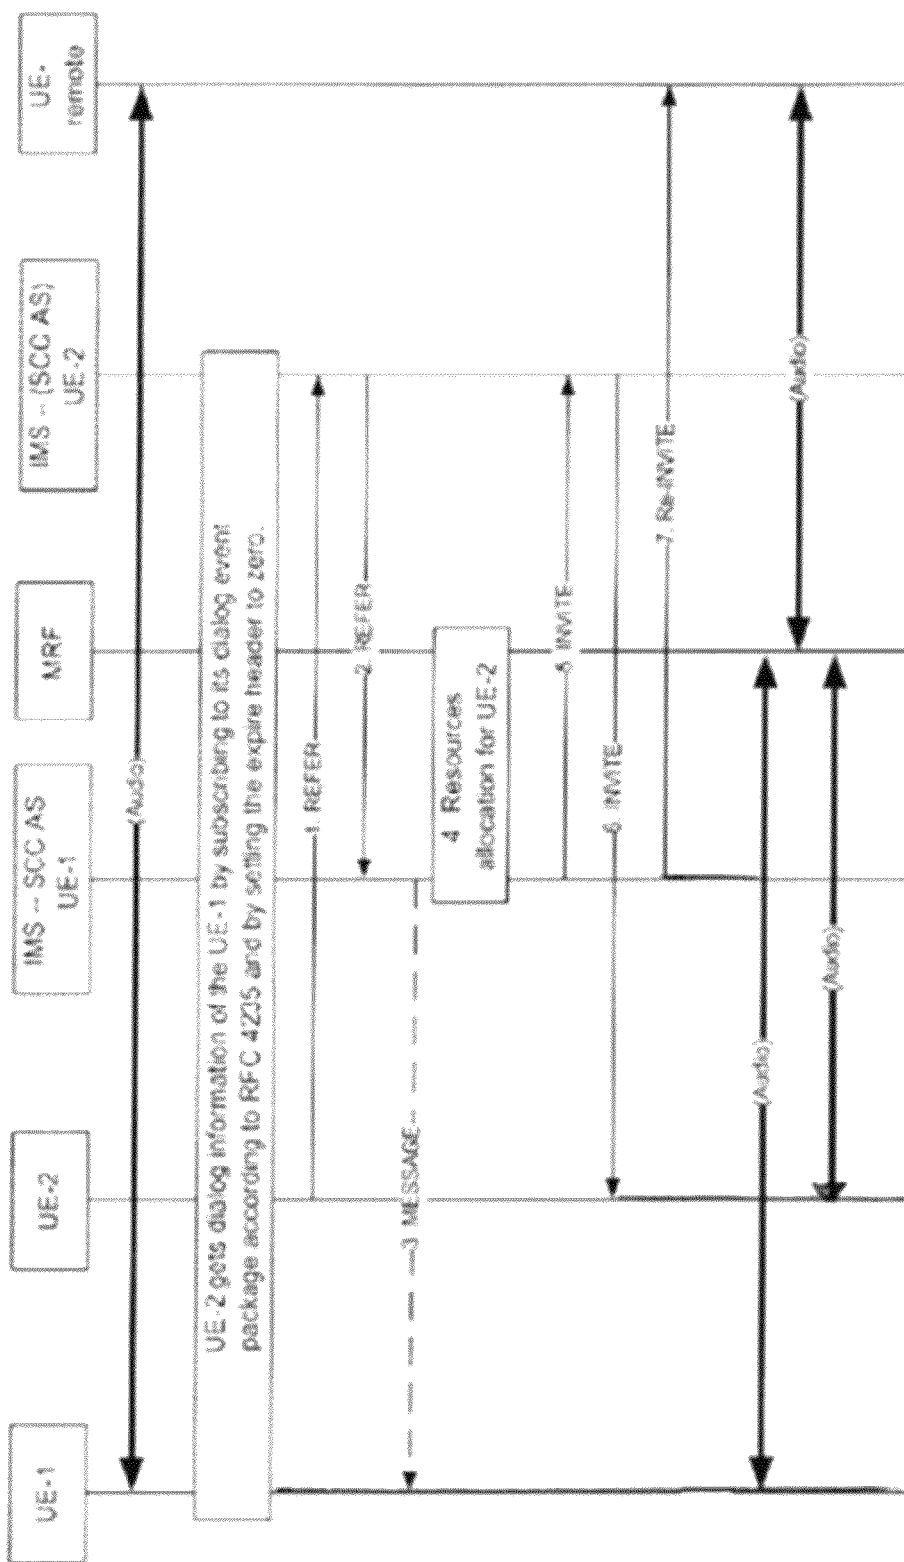 UE-1
UE-2
IMS -- SCC AS
UE-1
MRF
IMS -- (SCC AS)
UE-2
UE-
remote
(Audio)
UE-2 gets dialog information of the UE-1 by subscribing to its dialog event
package according to RFC 4235 and by setting the expire header to zero.
1. REFER
2. REFER
3 MESSAGE
4 Resources
allocation for UE-2
INVITE
6. INVITE
7. Re-INVITE
(Audio)
(Audio)
(Audio)